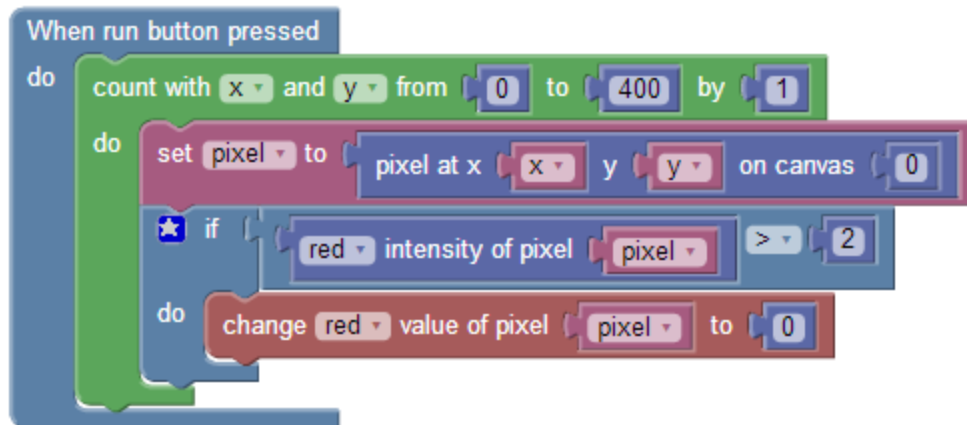 When run button pressed
do count with x and y from 0 to 400 by 1
do set pixel to pixel at x x y y on canvas 0
if red intensity of pixel pixel > 2
do change red value of pixel pixel to 0